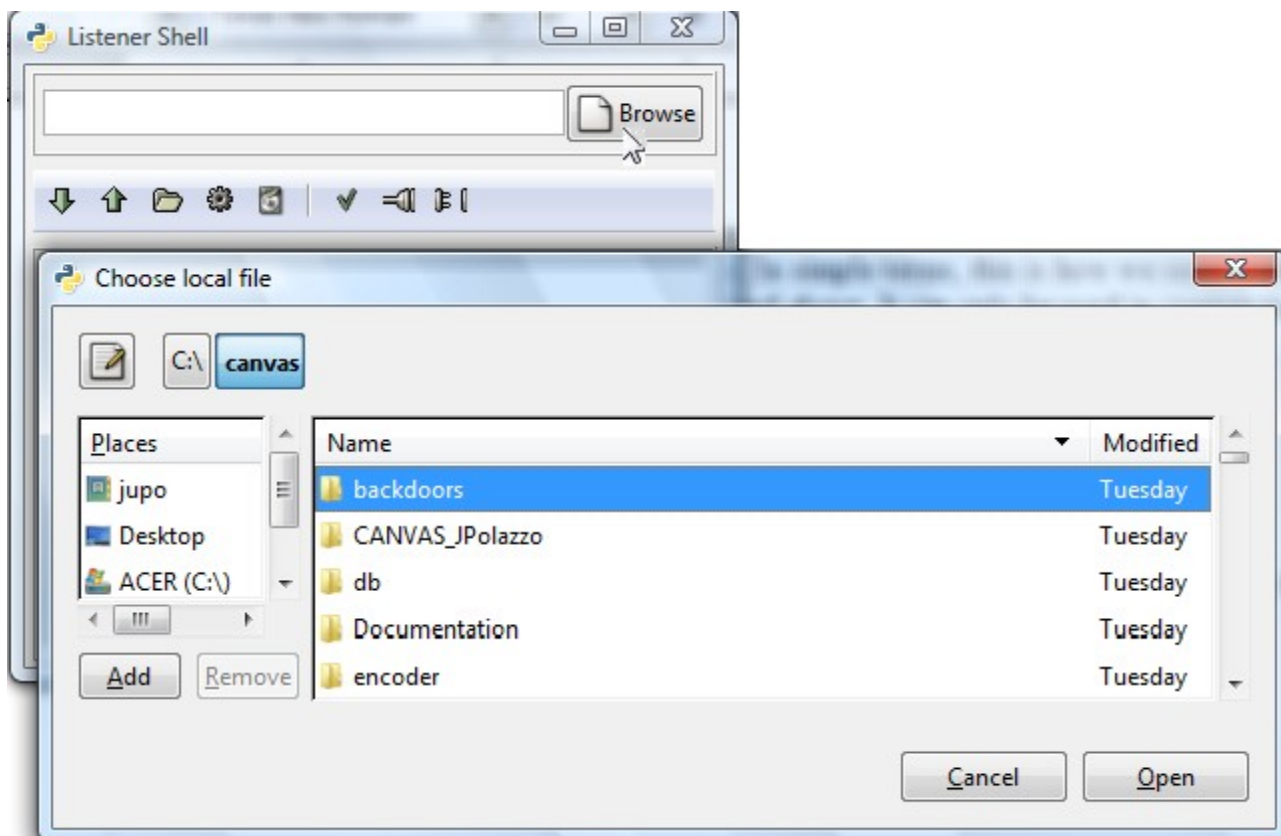 Listener Shell
Browse
Choose local file
C:\ canvas
Places Name Modified
jupo backdoors Tuesday
Desktop CANVAS_JPolazzo Tuesday
ACER (C:\) db Tuesday
Documentation Tuesday
Add Remove encoder Tuesday
Cancel Open